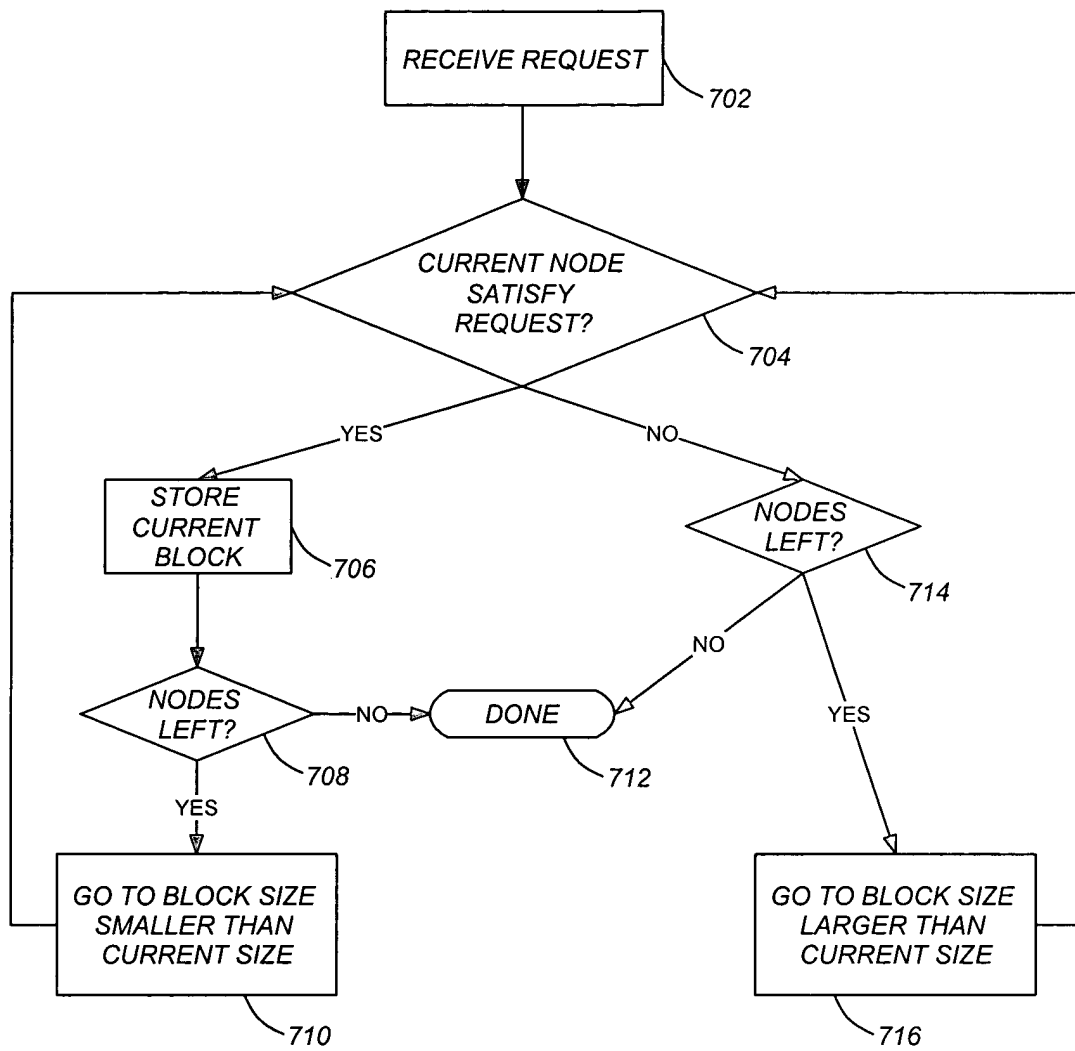 RECEIVE REQUEST
702
CURRENT NODE
SATISFY
REQUEST?
704
YES
NO
STORE
CURRENT
BLOCK
706
NODES
LEFT?
714
NO
NODES
LEFT?
708
NO
DONE
712
YES
YES
GO TO BLOCK SIZE
SMALLER THAN
CURRENT SIZE
710
GO TO BLOCK SIZE
LARGER THAN
CURRENT SIZE
716